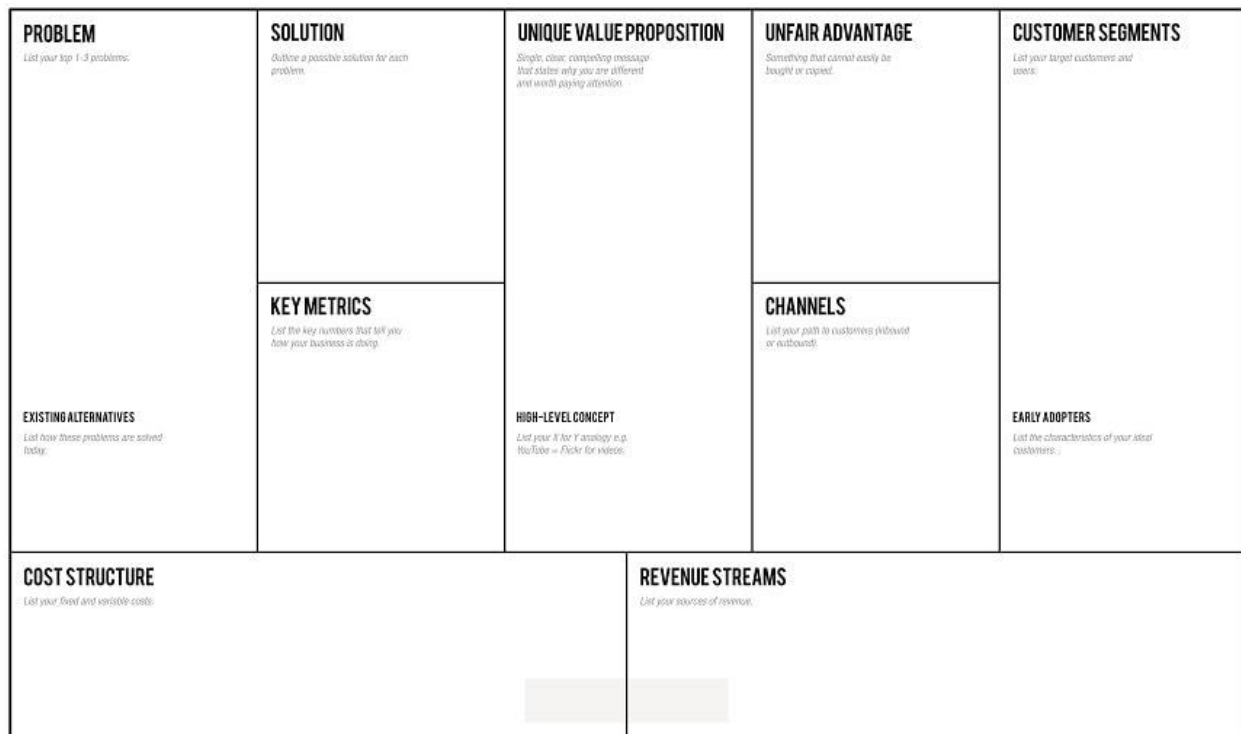 PROBLEM
List your top 1-3 problems.
EXISTING ALTERNATIVES
List how these problems are solved
today.
SOLUTION
Outline a possible solution for each
problem.
KEY METRICS
List the key numbers that tell you
how your business is doing.
UNIQUE VALUE PROPOSITION
Single, clear, compelling message
that states why you are different
and worth paying attention.
HIGH-LEVEL CONCEPT
List your X for Y analogy e.g.
YouTube = Flickr for videos.
UNFAIR ADVANTAGE
Something that cannot easily be
bought or copied.
CHANNELS
List your path to customers (inbound
or outbound).
CUSTOMER SEGMENTS
List your target customers and
users.
EARLY ADOPTERS
List the characteristics of your ideal
customers.
COST STRUCTURE
List your fixed and variable costs.
REVENUE STREAMS
List your sources of revenue.